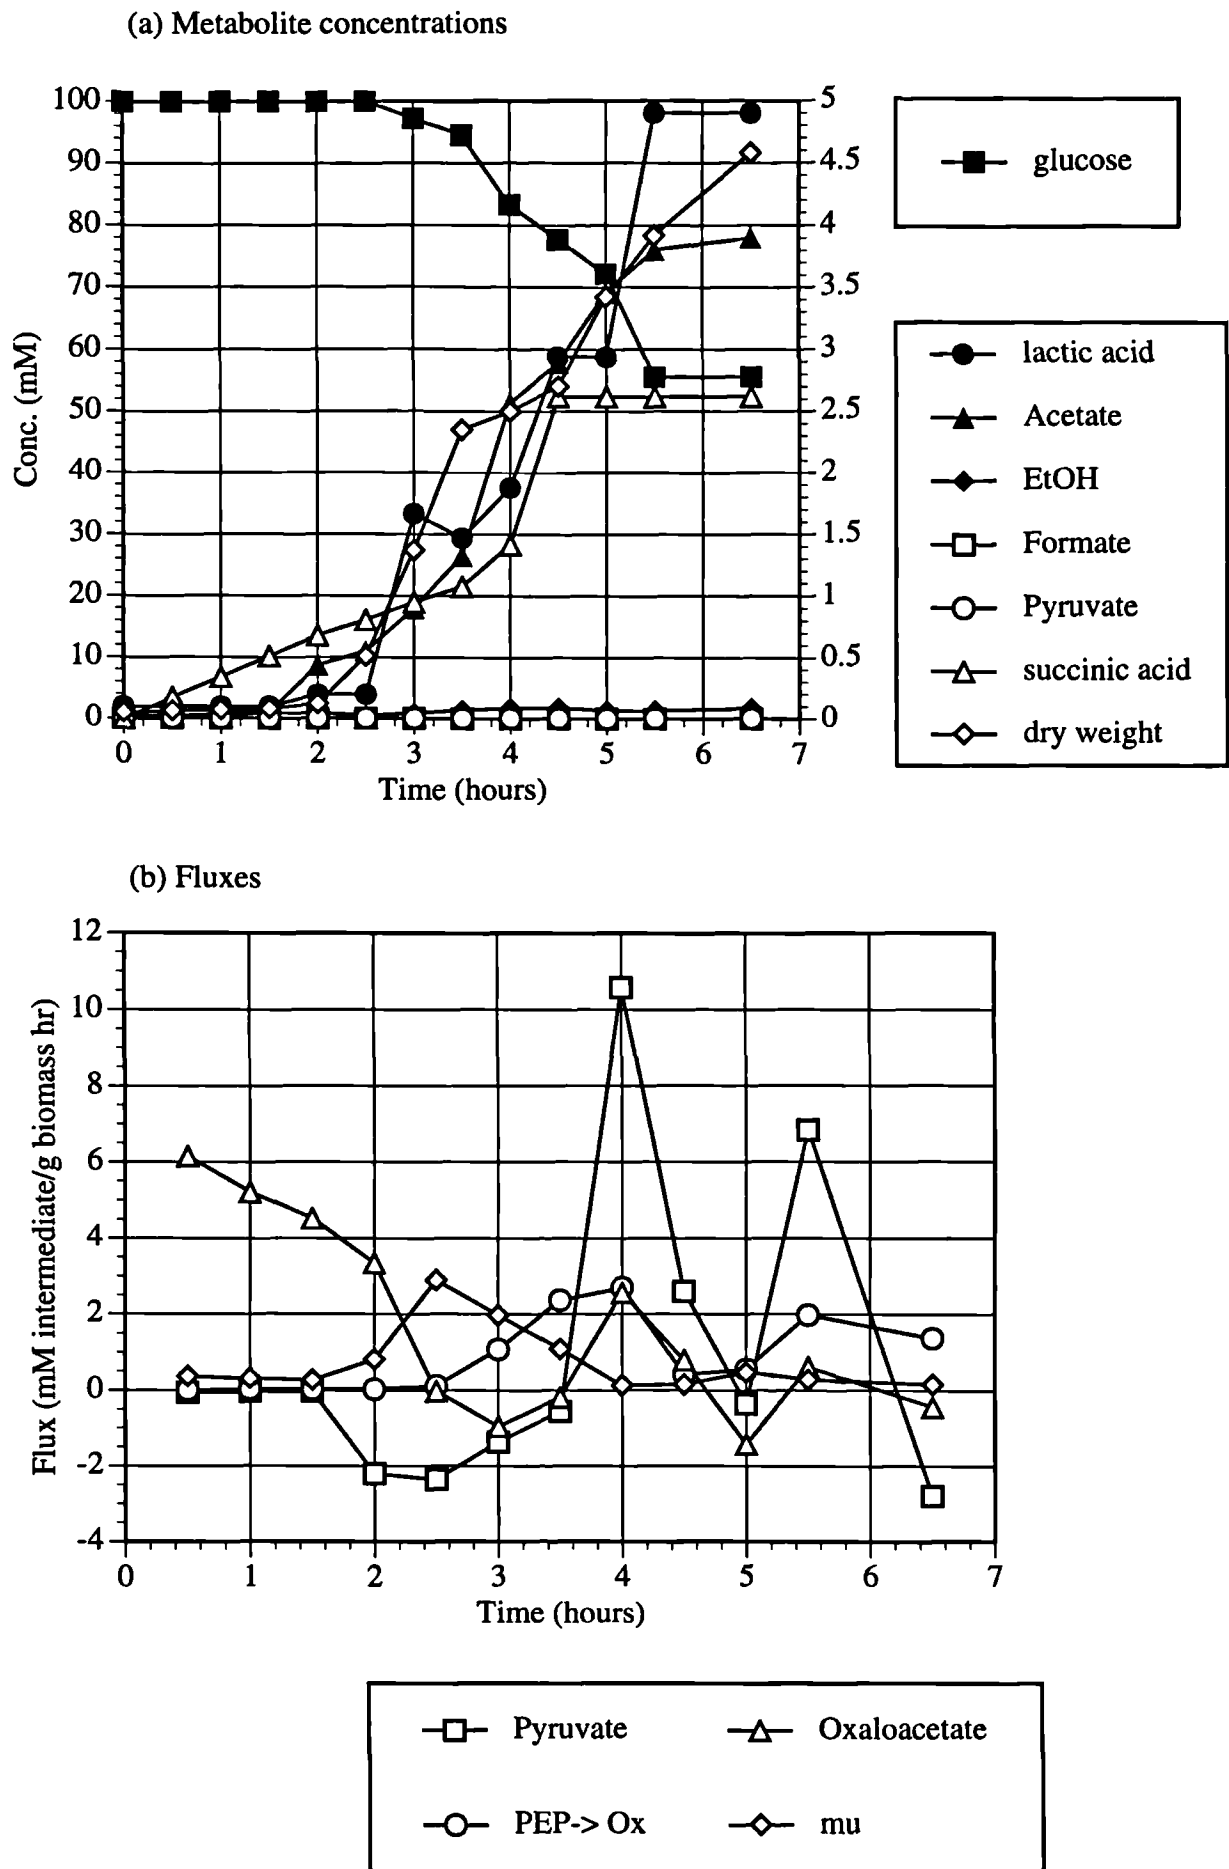 (a) Metabolite concentrations
100
90
80
70
60
50
40
30
20
10
0
Conc. (mM)
5
4.5
4
3.5
3
2.5
2
1.5
1
0.5
0
0 1 2 3 4 5 6 7
Time (hours)
glucose
lactic acid
Acetate
EtOH
Formate
Pyruvate
succinic acid
dry weight
(b) Fluxes
12
10
8
6
4
2
0
-2
-4
Flux (mM intermediate/g biomass hr)
0 1 2 3 4 5 6 7
Time (hours)
Pyruvate Oxaloacetate
PEP-> Ox mu